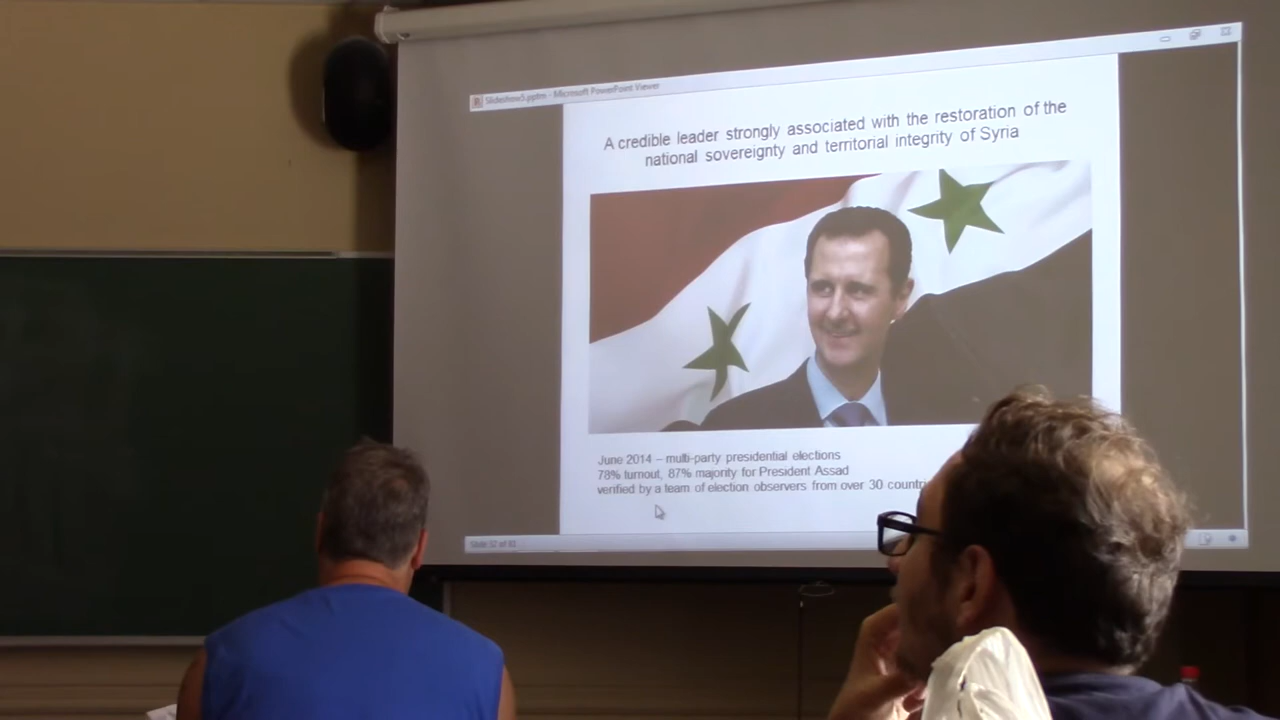 Slideshow5.pptm - Microsoft PowerPoint Viewer
A credible leader strongly associated with the restoration of the
national sovereignty and territorial integrity of Syria
June 2014 – multi-party presidential elections
78% turnout, 87% majority for President Assad
verified by a team of election observers from over 30 countri